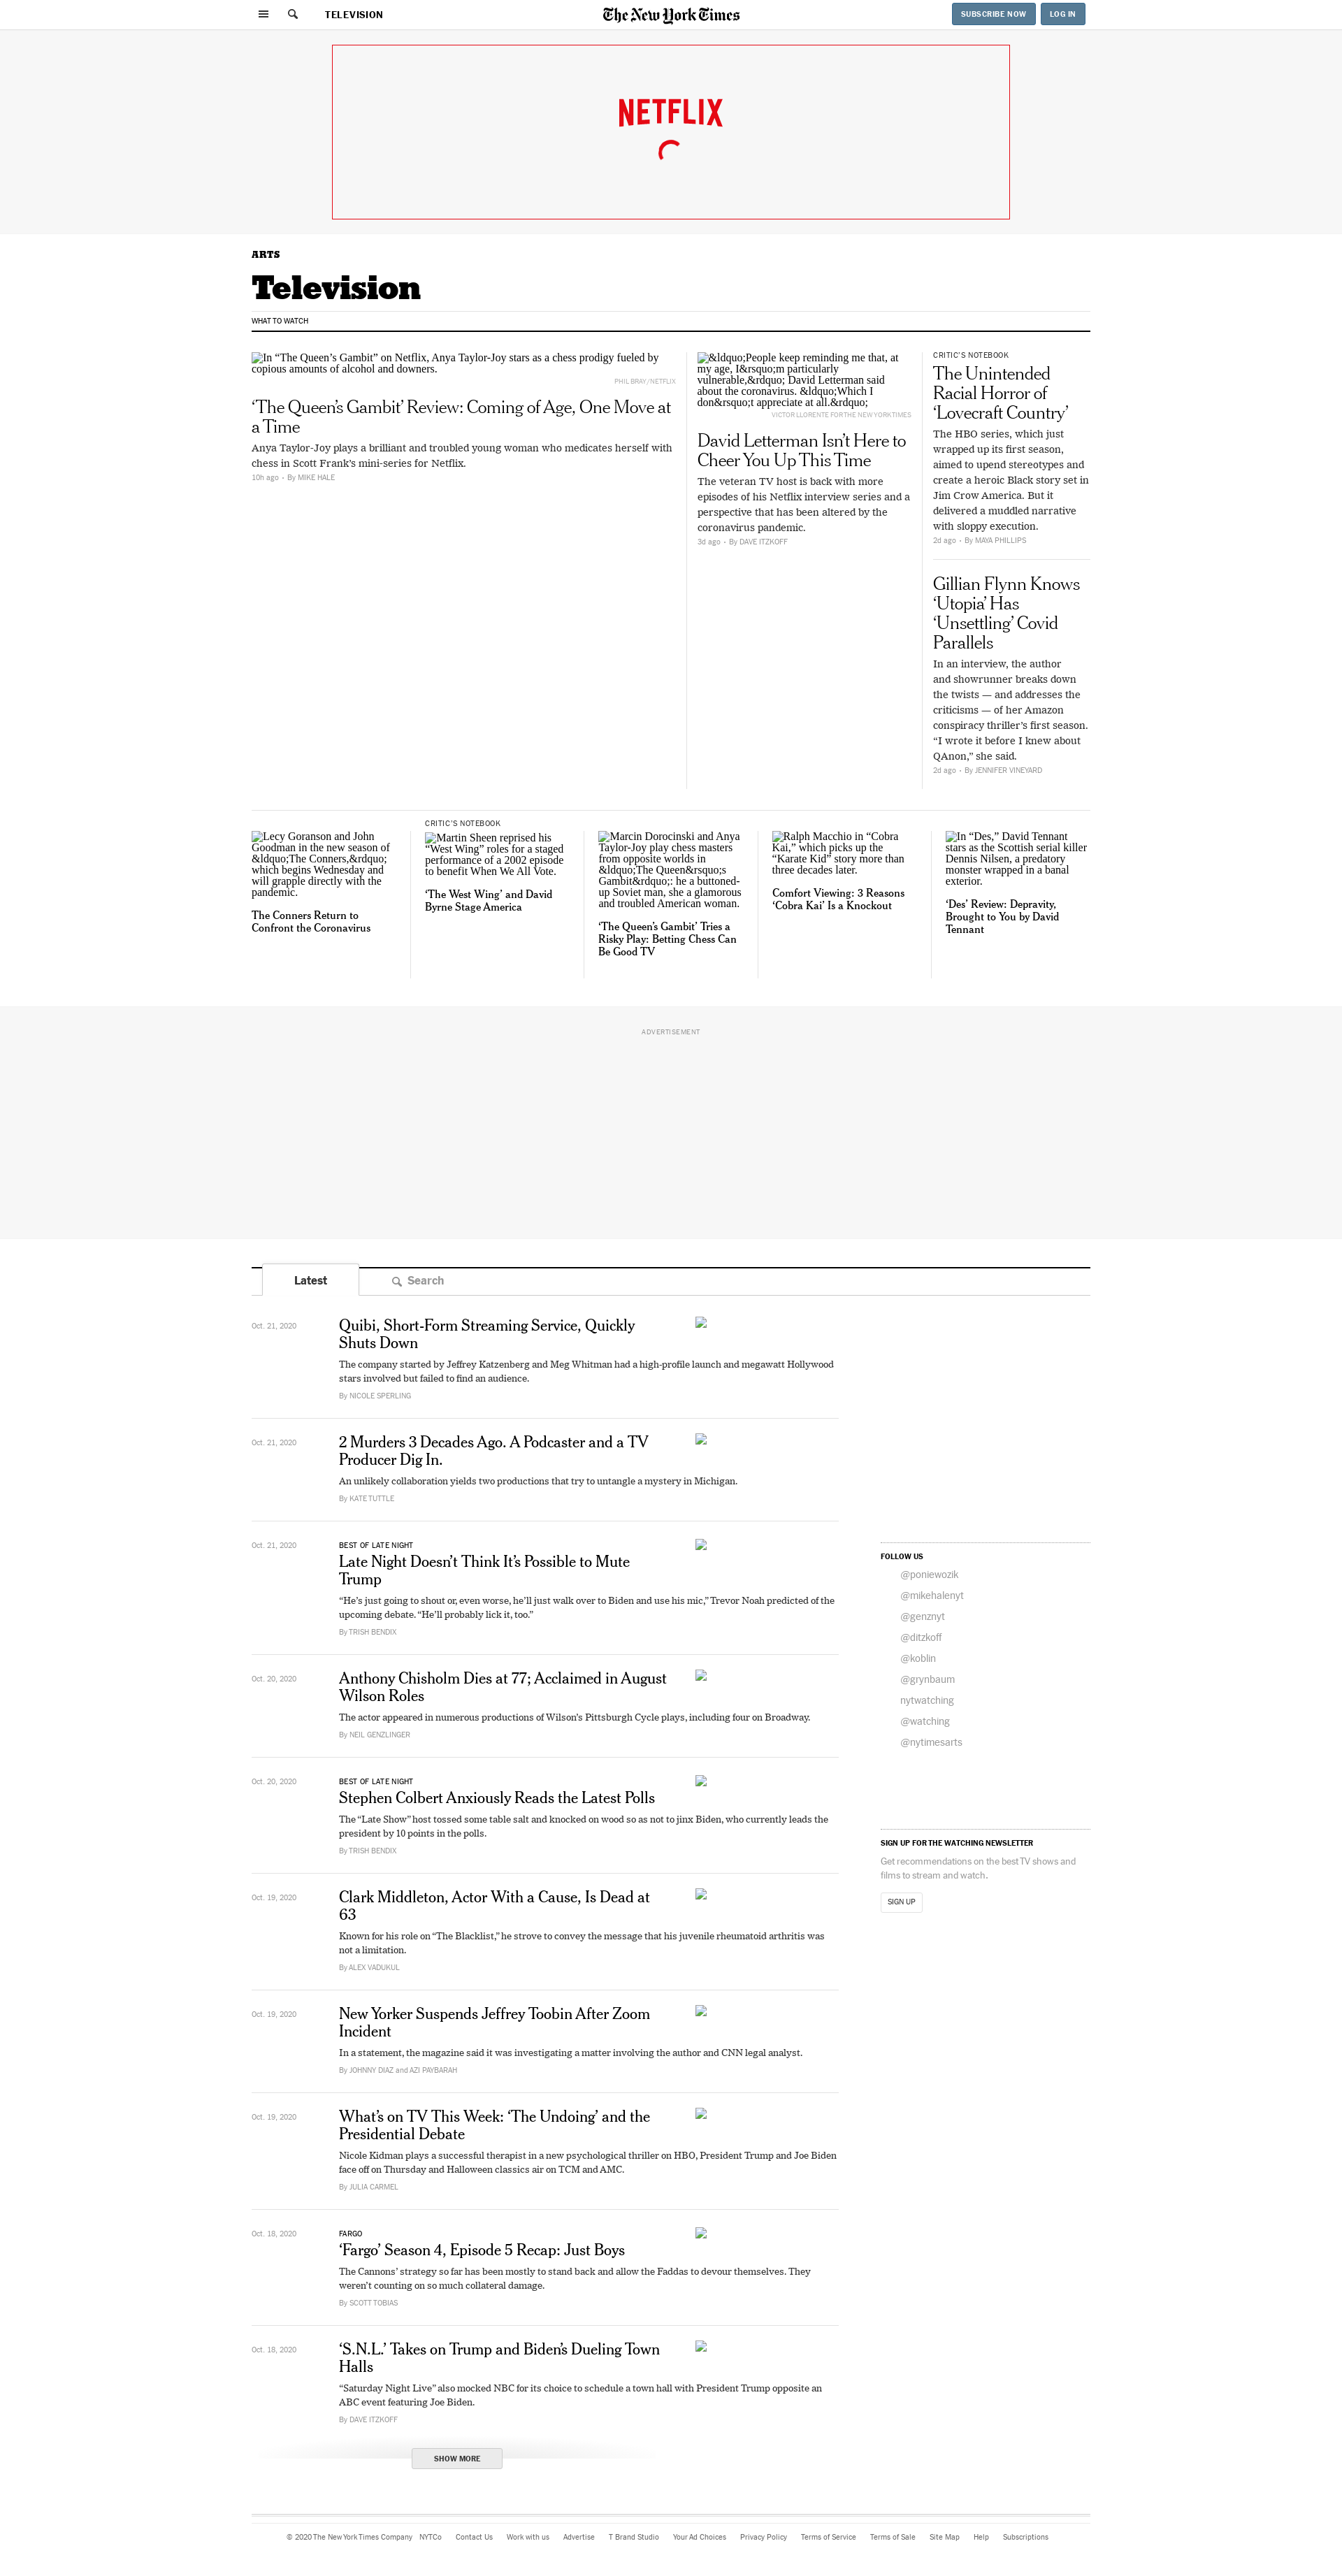 TELEVISION
The New York Times
SUBSCRIBE NOW
LOG IN
NETFLIX
ARTS
Television
WHAT TO WATCH
In “The Queen’s Gambit” on Netflix, Anya Taylor-Joy stars as a chess prodigy fueled by
copious amounts of alcohol and downers.
PHIL BRAY/NETFLIX
‘The Queen’s Gambit’ Review: Coming of Age, One Move at
a Time
Anya Taylor-Joy plays a brilliant and troubled young woman who medicates herself with
chess in Scott Frank’s mini-series for Netflix.
10h ago • By MIKE HALE
&ldquo;People keep reminding me that, at
my age, I&rsquo;m particularly
vulnerable,&rdquo; David Letterman said
about the coronavirus. &ldquo;Which I
don&rsquo;t appreciate at all.&rdquo;
VICTOR LLORENTE FOR THE NEW YORK TIMES
David Letterman Isn’t Here to
Cheer You Up This Time
The veteran TV host is back with more
episodes of his Netflix interview series and a
perspective that has been altered by the
coronavirus pandemic.
3d ago • By DAVE ITZKOFF
CRITIC’S NOTEBOOK
The Unintended
Racial Horror of
‘Lovecraft Country’
The HBO series, which just
wrapped up its first season,
aimed to upend stereotypes and
create a heroic Black story set in
Jim Crow America. But it
delivered a muddled narrative
with sloppy execution.
2d ago • By MAYA PHILLIPS
Gillian Flynn Knows
‘Utopia’ Has
‘Unsettling’ Covid
Parallels
In an interview, the author
and showrunner breaks down
the twists — and addresses the
criticisms — of her Amazon
conspiracy thriller’s first season.
“I wrote it before I knew about
QAnon,” she said.
2d ago • By JENNIFER VINEYARD
Lecy Goranson and John
Goodman in the new season of
&ldquo;The Conners,&rdquo;
which begins Wednesday and
will grapple directly with the
pandemic.
The Conners Return to
Confront the Coronavirus
CRITIC’S NOTEBOOK
Martin Sheen reprised his
“West Wing” roles for a staged
performance of a 2002 episode
to benefit When We All Vote.
‘The West Wing’ and David
Byrne Stage America
Marcin Dorocinski and Anya
Taylor-Joy play chess masters
from opposite worlds in
&ldquo;The Queen&rsquo;s
Gambit&rdquo;: he a buttoned-
up Soviet man, she a glamorous
and troubled American woman.
‘The Queen’s Gambit’ Tries a
Risky Play: Betting Chess Can
Be Good TV
Ralph Macchio in “Cobra
Kai,” which picks up the
“Karate Kid” story more than
three decades later.
Comfort Viewing: 3 Reasons
‘Cobra Kai’ Is a Knockout
In “Des,” David Tennant
stars as the Scottish serial killer
Dennis Nilsen, a predatory
monster wrapped in a banal
exterior.
‘Des’ Review: Depravity,
Brought to You by David
Tennant
ADVERTISEMENT
Latest
Search
Oct. 21, 2020
Quibi, Short-Form Streaming Service, Quickly
Shuts Down
The company started by Jeffrey Katzenberg and Meg Whitman had a high-profile launch and megawatt Hollywood
stars involved but failed to find an audience.
By NICOLE SPERLING
Oct. 21, 2020
2 Murders 3 Decades Ago. A Podcaster and a TV
Producer Dig In.
An unlikely collaboration yields two productions that try to untangle a mystery in Michigan.
By KATE TUTTLE
Oct. 21, 2020
BEST OF LATE NIGHT
Late Night Doesn’t Think It’s Possible to Mute
Trump
“He’s just going to shout or, even worse, he’ll just walk over to Biden and use his mic,” Trevor Noah predicted of the
upcoming debate. “He’ll probably lick it, too.”
By TRISH BENDIX
Oct. 20, 2020
Anthony Chisholm Dies at 77; Acclaimed in August
Wilson Roles
The actor appeared in numerous productions of Wilson’s Pittsburgh Cycle plays, including four on Broadway.
By NEIL GENZLINGER
Oct. 20, 2020
BEST OF LATE NIGHT
Stephen Colbert Anxiously Reads the Latest Polls
The “Late Show” host tossed some table salt and knocked on wood so as not to jinx Biden, who currently leads the
president by 10 points in the polls.
By TRISH BENDIX
Oct. 19, 2020
Clark Middleton, Actor With a Cause, Is Dead at
63
Known for his role on “The Blacklist,” he strove to convey the message that his juvenile rheumatoid arthritis was
not a limitation.
By ALEX VADUKUL
Oct. 19, 2020
New Yorker Suspends Jeffrey Toobin After Zoom
Incident
In a statement, the magazine said it was investigating a matter involving the author and CNN legal analyst.
By JOHNNY DIAZ and AZI PAYBARAH
Oct. 19, 2020
What’s on TV This Week: ‘The Undoing’ and the
Presidential Debate
Nicole Kidman plays a successful therapist in a new psychological thriller on HBO, President Trump and Joe Biden
face off on Thursday and Halloween classics air on TCM and AMC.
By JULIA CARMEL
Oct. 18, 2020
FARGO
‘Fargo’ Season 4, Episode 5 Recap: Just Boys
The Cannons’ strategy so far has been mostly to stand back and allow the Faddas to devour themselves. They
weren’t counting on so much collateral damage.
By SCOTT TOBIAS
Oct. 18, 2020
‘S.N.L.’ Takes on Trump and Biden’s Dueling Town
Halls
“Saturday Night Live” also mocked NBC for its choice to schedule a town hall with President Trump opposite an
ABC event featuring Joe Biden.
By DAVE ITZKOFF
SHOW MORE
FOLLOW US
@poniewozik
@mikehalenyt
@genznyt
@ditzkoff
@koblin
@grynbaum
nytwatching
@watching
@nytimesarts
SIGN UP FOR THE WATCHING NEWSLETTER
Get recommendations on the best TV shows and
films to stream and watch.
SIGN UP
© 2020 The New York Times Company NYTCo Contact Us Work with us Advertise T Brand Studio Your Ad Choices Privacy Policy Terms of Service Terms of Sale Site Map Help Subscriptions